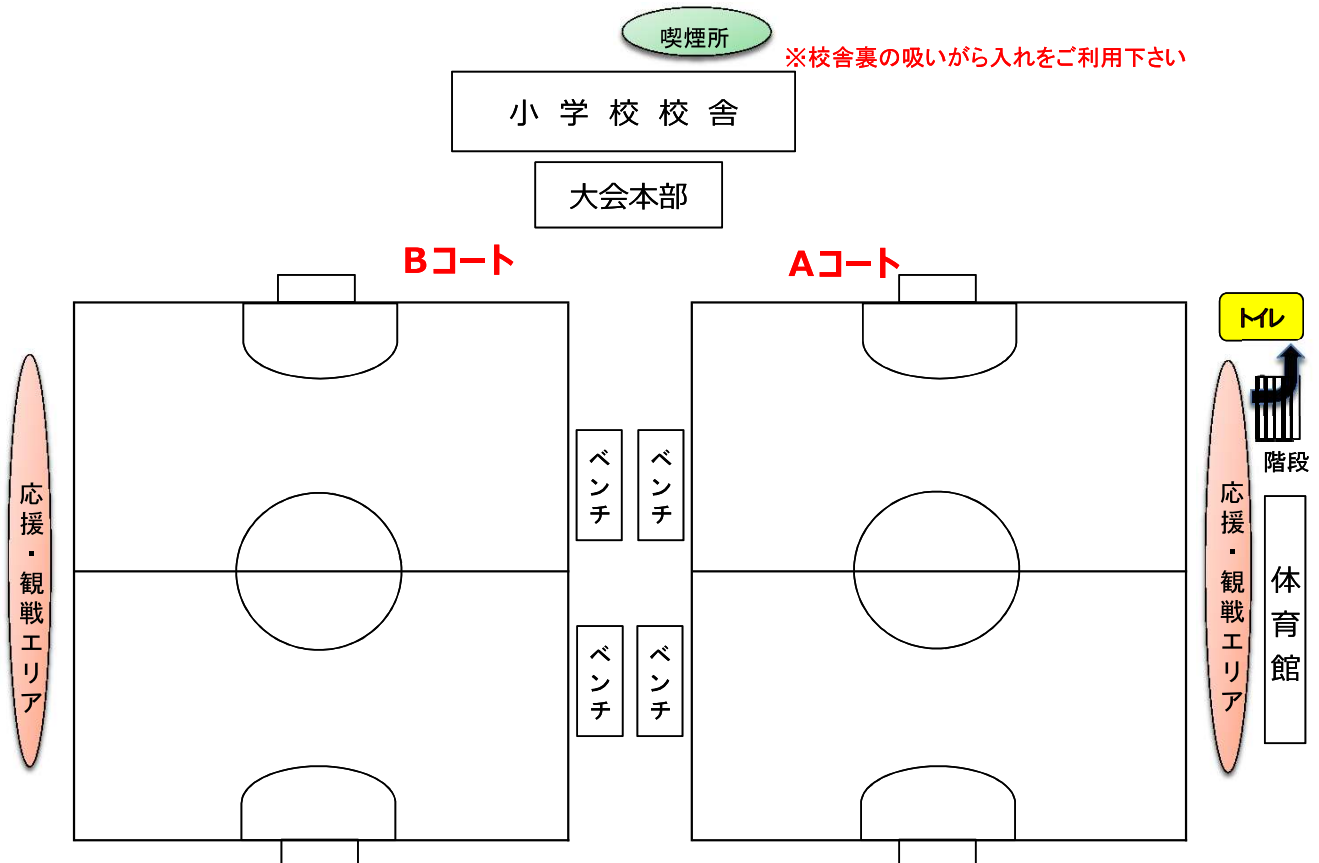 喫煙所
※校舎裏の吸いがら入れをご利用下さい
小学校校舎
大会本部
Bコート
Aコート
トイレ
階段
ベンチ
ベンチ
応援・観戦エリア
応援・観戦エリア
体育館
ベンチ
ベンチ